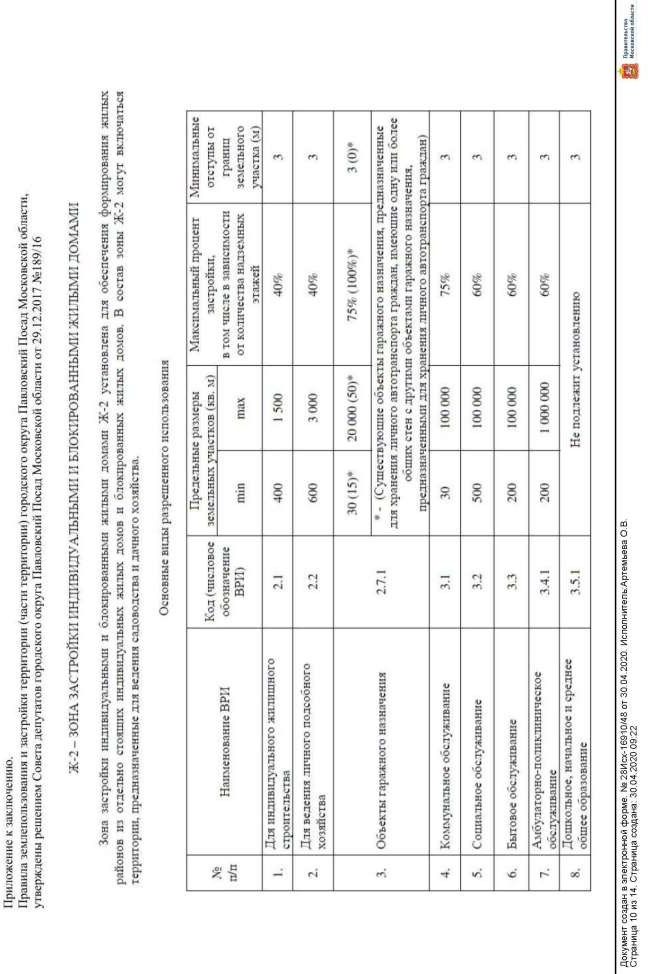 Приложение к заключению.
Правила землепользования и застройки территории (части территории) городского округа Павловский Посад Московской области,
утверждены решением Совета депутатов городского округа Павловский Посад Московской области от 29.12.2017 №189/16
Ж-2 – ЗОНА ЗАСТРОЙКИ ИНДИВИДУАЛЬНЫМИ И БЛОКИРОВАННЫМИ ЖИЛЫМИ ДОМАМИ
Зона застройки индивидуальными и блокированными жилыми домами Ж-2 установлена для обеспечения формирования жилых
районов из отдельно стоящих индивидуальных жилых домов и блокированных жилых домов. В состав зоны Ж-2 могут включаться
территории, предназначенные для ведения садоводства и дачного хозяйства.
Основные виды разрешенного использования
№
п/п
Наименование ВРИ
Код (числовое
обозначение
ВРИ)
Предельные размеры
земельных участков (кв. м)
min
max
Максимальный процент
застройки,
в том числе в зависимости
от количества надземных
этажей
Минимальные
отступы от
границ
земельного
участка (м)
1.
Для индивидуального жилищного
строительства
2.1
400
1 500
40%
3
2.
Для ведения личного подсобного
хозяйства
2.2
600
3 000
40%
3
3.
Объекты гаражного назначения
2.7.1
30 (15)*
20 000 (50)*
75% (100%)*
3 (0)*
* - (Существующие объекты гаражного назначения, предназначенные
для хранения личного автотранспорта граждан, имеющие одну или более
общих стен с другими объектами гаражного назначения,
предназначенными для хранения личного автотранспорта граждан)
4.
Коммунальное обслуживание
3.1
30
100 000
75%
3
5.
Социальное обслуживание
3.2
500
100 000
60%
3
6.
Бытовое обслуживание
3.3
200
100 000
60%
3
7.
Амбулаторно-поликлиническое
обслуживание
3.4.1
200
1 000 000
60%
3
8.
Дошкольное, начальное и среднее
общее образование
3.5.1
Не подлежит установлению
3
Документ создан в электронной форме. № 28Исх-16910/48 от 30.04.2020. Исполнитель:Артемьева О.В.
Страница 10 из 14. Страница создана: 30.04.2020 09:22
Правительство
Московской области